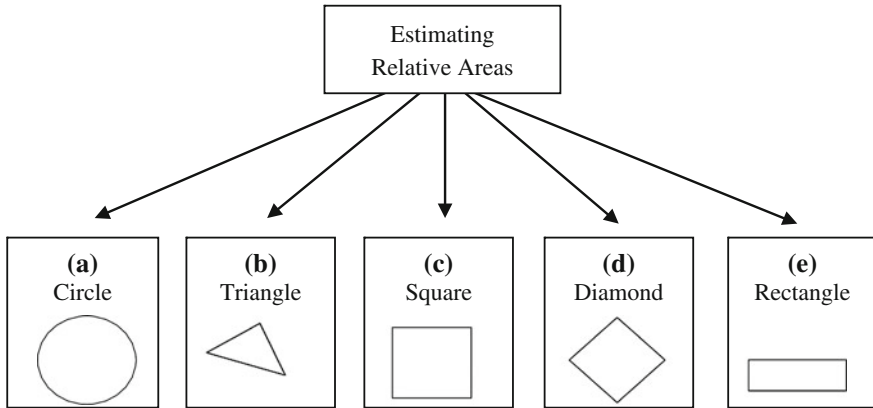 Estimating
Relative Areas
(a)
Circle
(b)
Triangle
(c)
Square
(d)
Diamond
(e)
Rectangle